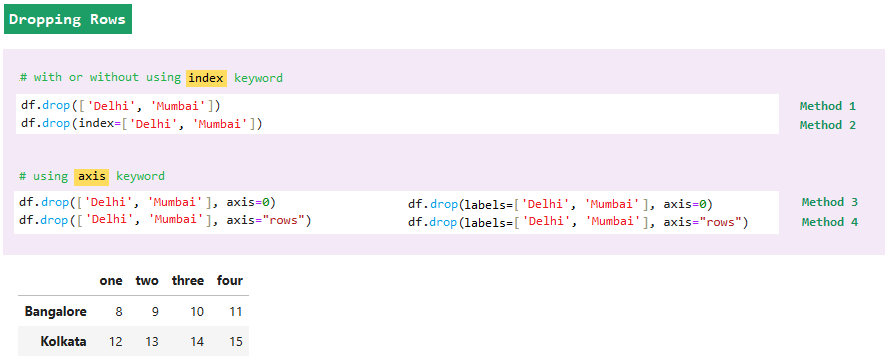 Dropping Rows
# with or without using index keyword
df.drop(['Delhi', 'Mumbai']) Method 1
df.drop(index=['Delhi', 'Mumbai']) Method 2
# using axis keyword
df.drop(['Delhi', 'Mumbai'], axis=0) df.drop(labels=['Delhi', 'Mumbai'], axis=0) Method 3
df.drop(['Delhi', 'Mumbai'], axis="rows") df.drop(labels=['Delhi', 'Mumbai'], axis="rows") Method 4
one two three four
Bangalore 8 9 10 11
Kolkata 12 13 14 15